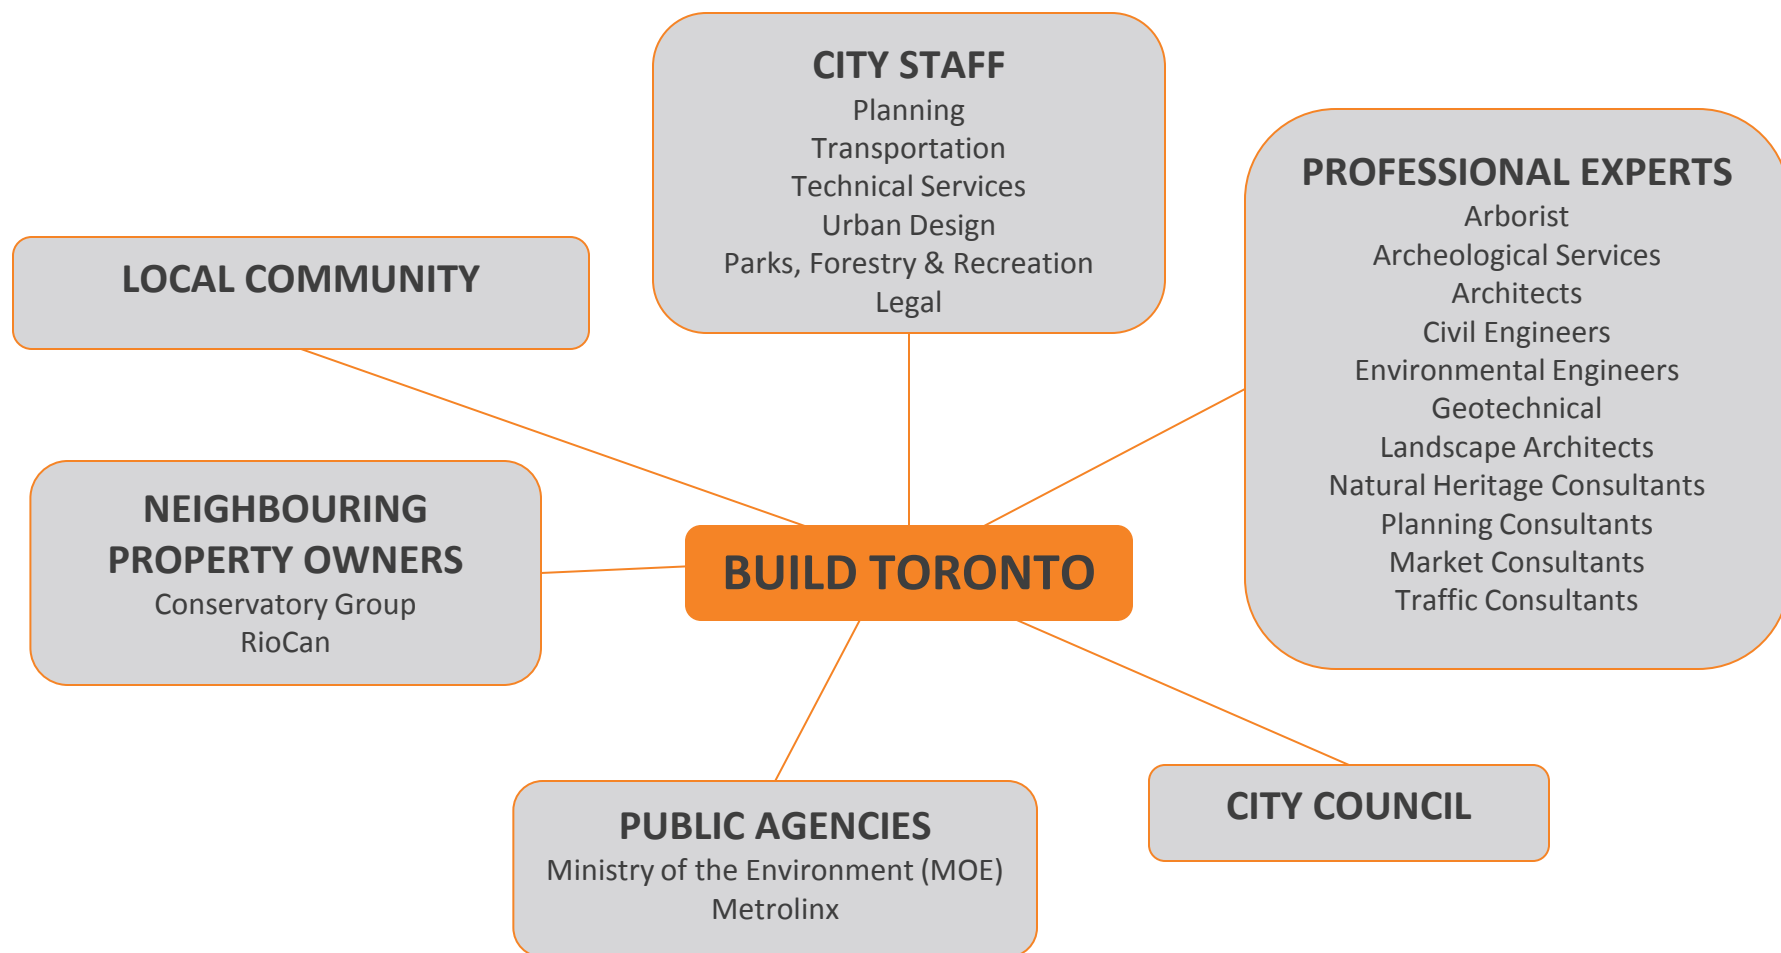 CITY STAFF
Planning
Transportation
Technical Services
Urban Design
Parks, Forestry & Recreation
Legal
PROFESSIONAL EXPERTS
Arborist
Archeological Services
Architects
Civil Engineers
Environmental Engineers
Geotechnical
Landscape Architects
Natural Heritage Consultants
Planning Consultants
Market Consultants
Traffic Consultants
LOCAL COMMUNITY
NEIGHBOURING
PROPERTY OWNERS
Conservatory Group
RioCan
BUILD TORONTO
PUBLIC AGENCIES
Ministry of the Environment (MOE)
Metrolinx
CITY COUNCIL